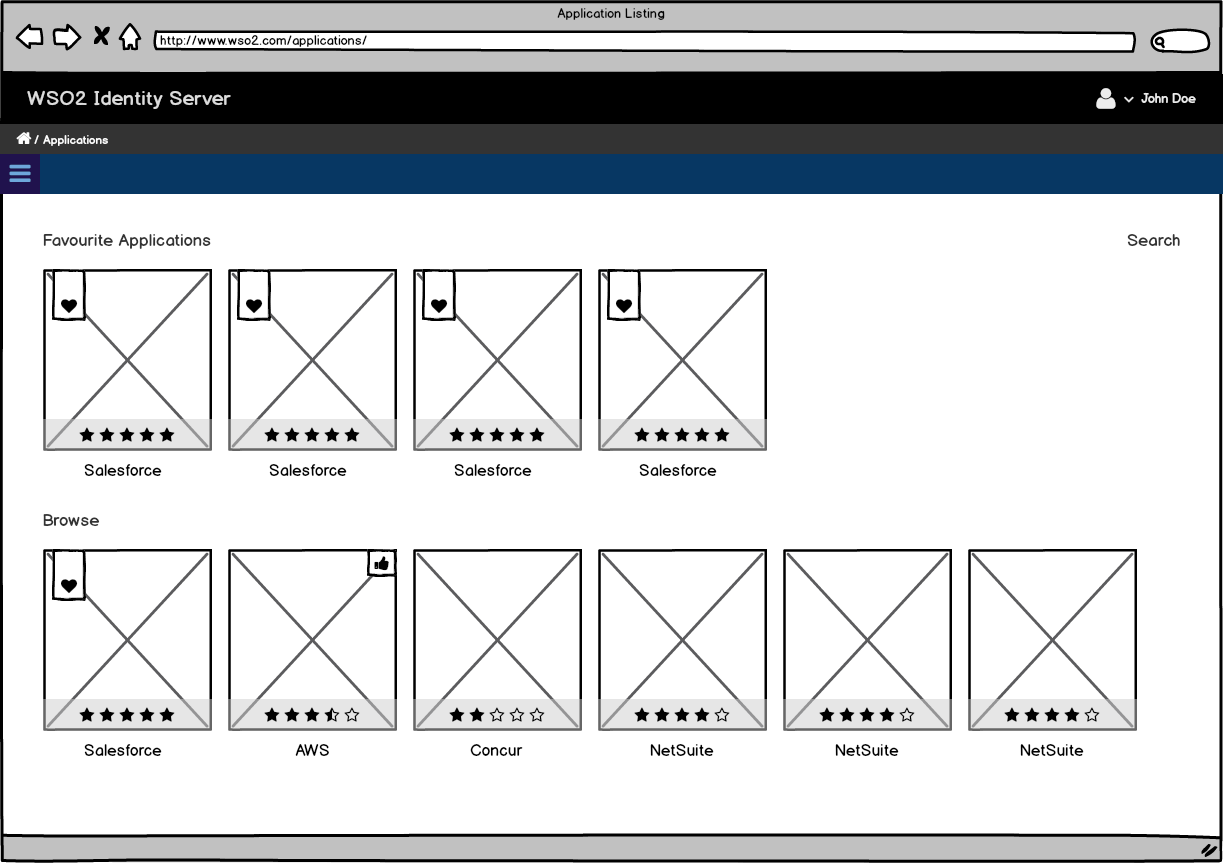 Application Listing
http://www.wso2.com/applications/
WSO2 Identity Server
John Doe
/ Applications
Favourite Applications
Search
Salesforce
Salesforce
Salesforce
Salesforce
Browse
Salesforce
AWS
Concur
NetSuite
NetSuite
NetSuite